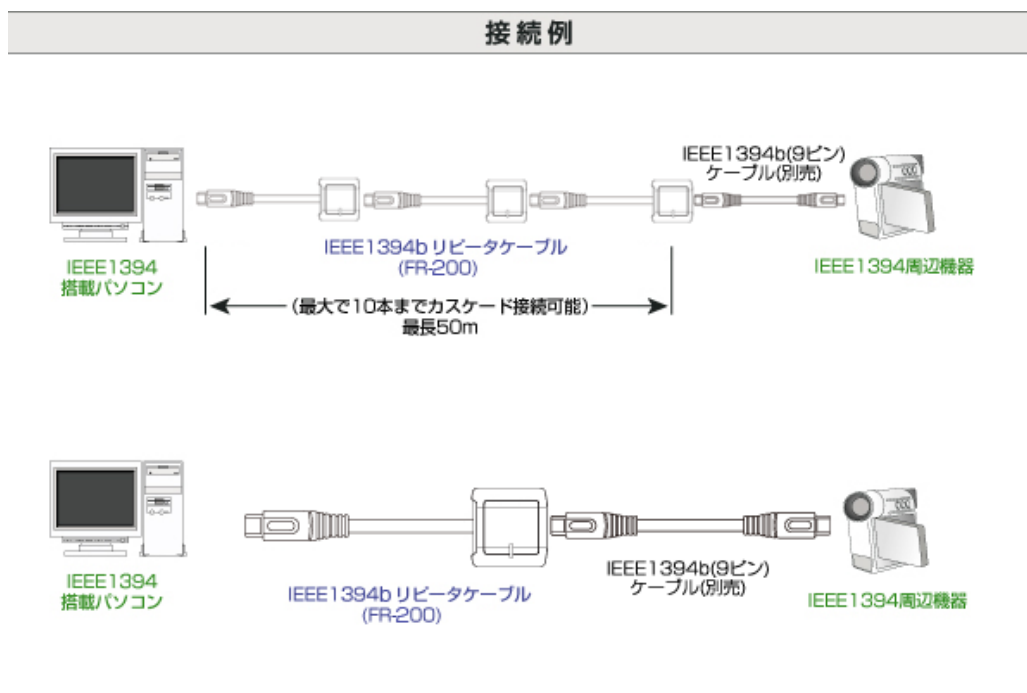 接続例
IEEE1394b(9ピン)
ケーブル(別売)
IEEE1394
搭載パソコン
IEEE1394b リピータケーブル
(FR-200)
IEEE1394周辺機器
(最大で10本までカスケード接続可能)
最長50m
IEEE1394
搭載パソコン
IEEE1394b リピータケーブル
(FR-200)
IEEE1394b(9ピン)
ケーブル(別売)
IEEE1394周辺機器